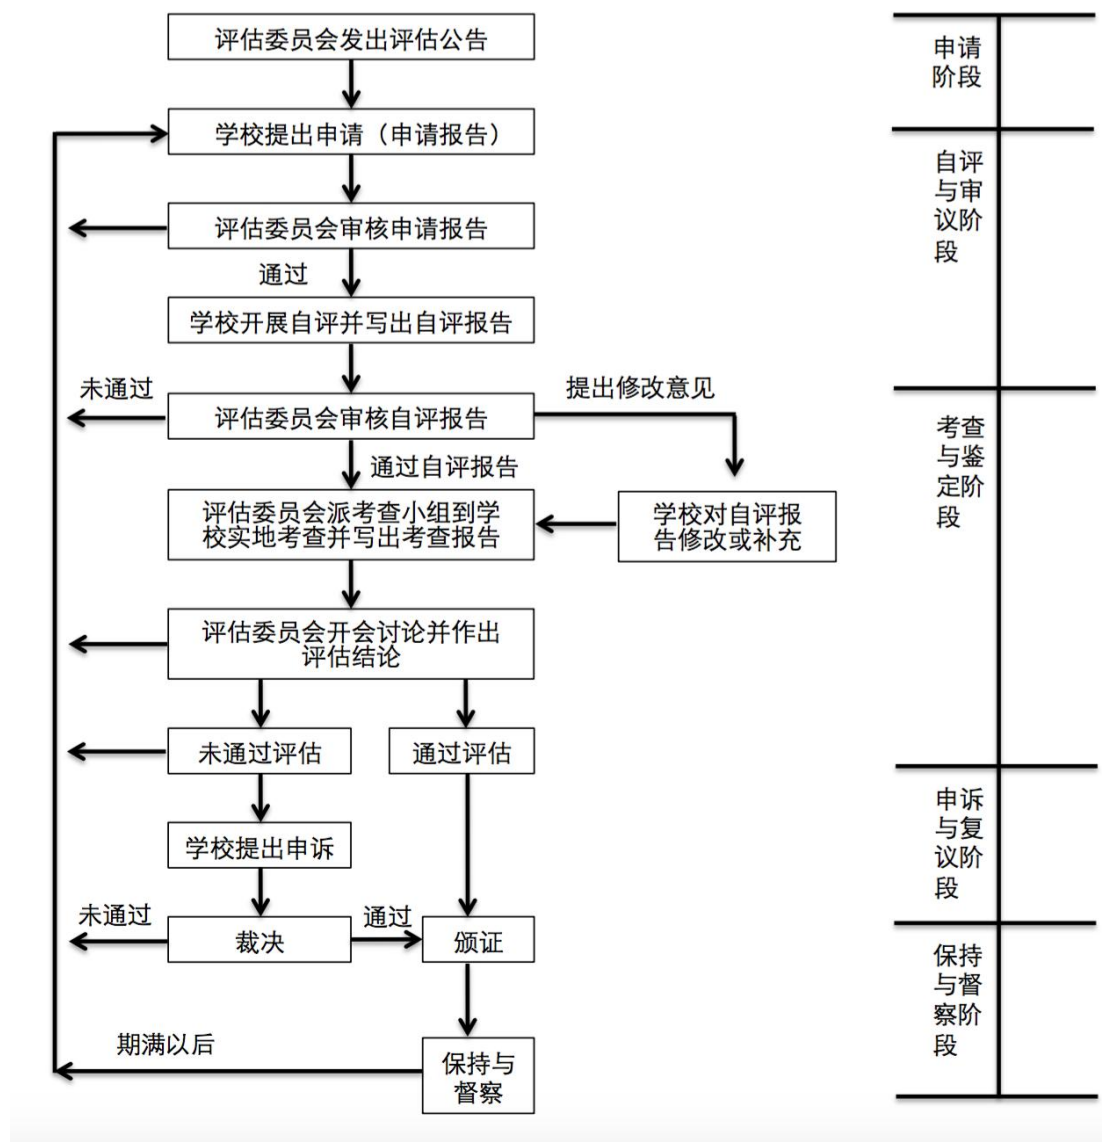 评估委员会发出评估公告
学校提出申请（申请报告）
评估委员会审核申请报告
通过
学校开展自评并写出自评报告
未通过
评估委员会审核自评报告
提出修改意见
通过自评报告
评估委员会派考查小组到学
校实地考查并写出考查报告
学校对自评报
告修改或补充
评估委员会开会讨论并作出
评估结论
未通过评估
通过评估
学校提出申诉
未通过
裁决
通过
颁证
期满以后
保持与
督察
申请
阶段
自评
与审
议阶
段
考查
与鉴
定阶
段
申诉
与复
议阶
段
保持
与督
察阶
段